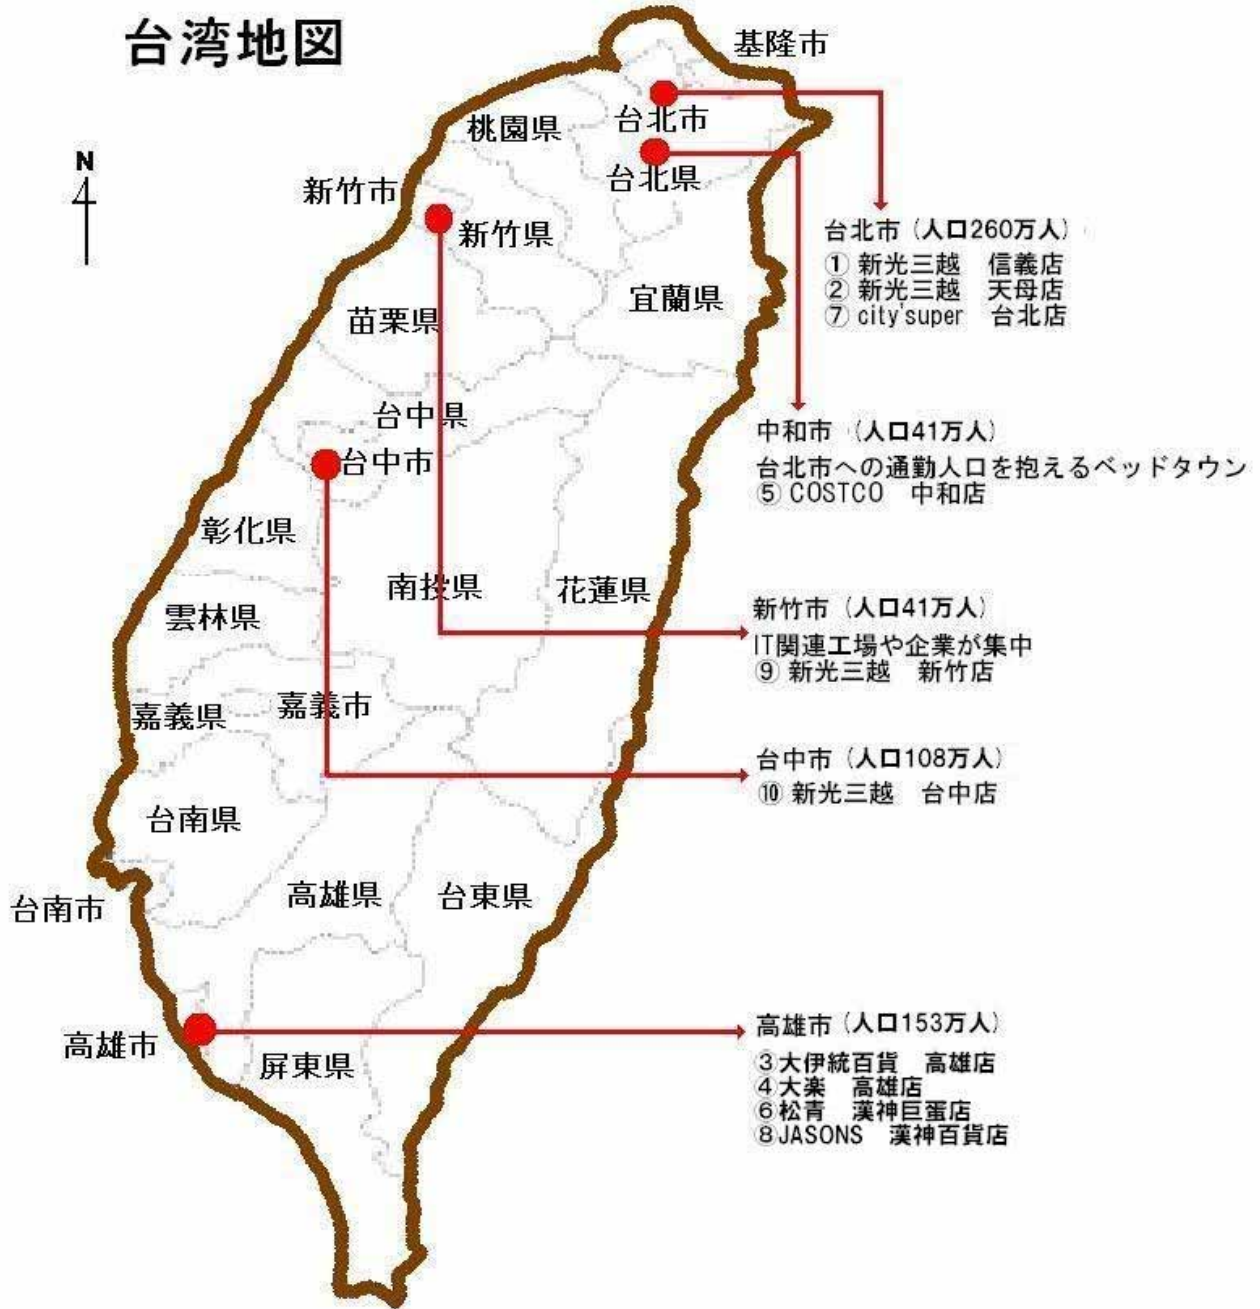 台湾地図
基隆市
N
桃園県
台北市
台北県
新竹市
新竹県
宜蘭県
苗栗県
台中県
台中市
彰化県
南投県
花蓮県
雲林県
嘉義県
嘉義市
台南県
高雄県
台東県
台南市
高雄市
屏東県
台北市 (人口260万人)
① 新光三越 信義店
② 新光三越 天母店
⑦ city'super 台北店
中和市 (人口41万人)
台北市への通勤人口を抱えるベッドタウン
⑤ COSTCO 中和店
新竹市 (人口41万人)
IT関連工場や企業が集中
⑨ 新光三越 新竹店
台中市 (人口108万人)
⑩ 新光三越 台中店
高雄市 (人口153万人)
③大伊統百貨 高雄店
④大楽 高雄店
⑥松青 漢神巨蛋店
⑧JASONS 漢神百貨店